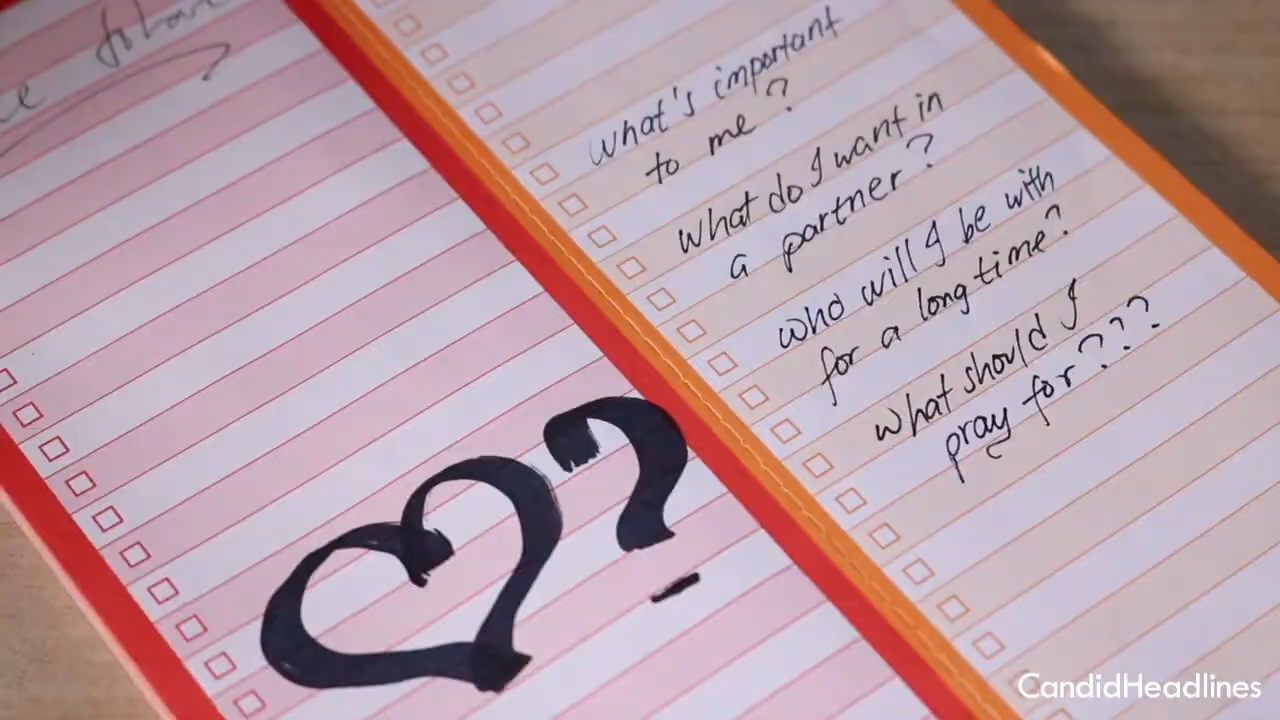 what's important
to me?
what do I want in
a partner?
who will I be with
for a long time?
what should I
pray for???
?
CandidHeadlines